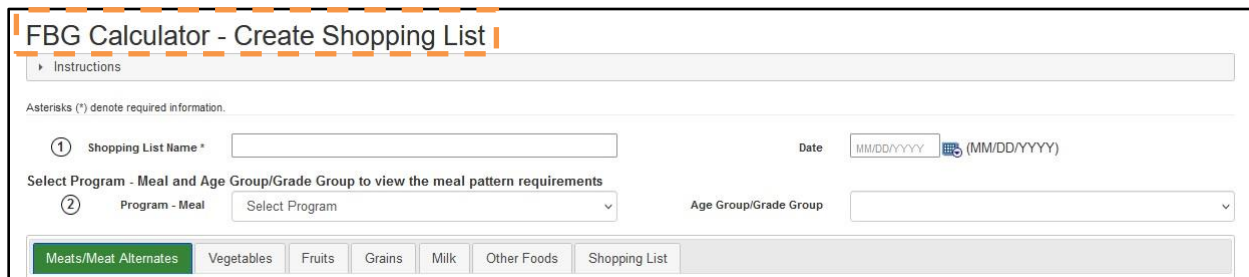 FBG Calculator - Create Shopping List
Instructions
Asterisks (*) denote required information.
1 Shopping List Name * Date MM/DD/YYYY (MM/DD/YYYY)
Select Program - Meal and Age Group/Grade Group to view the meal pattern requirements
2 Program - Meal Select Program Age Group/Grade Group
Meats/Meat Alternates Vegetables Fruits Grains Milk Other Foods Shopping List